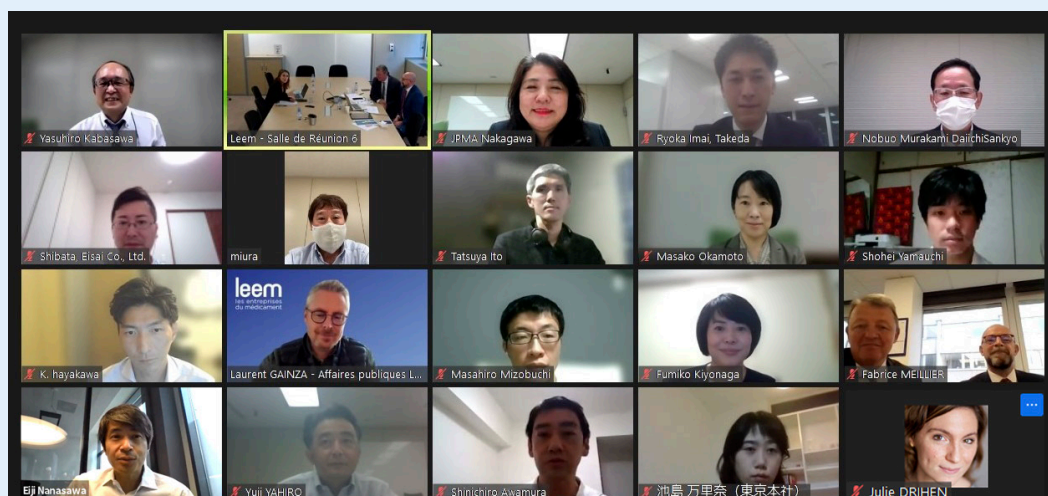 Yasuhiro Kabasawa
Leem - Salle de Réunion 6
JPMA Nakagawa
Ryoka Imai, Takeda
Nobuo Murakami DaiichiSankyo
Shibata, Eisai Co., Ltd.
miura
Tatsuya Ito
Masako Okamoto
Shohei Yamauchi
K. hayakawa
leem
les entreprises
du médicament
Laurent GAINZA - Affaires publiques L...
Masahiro Mizobuchi
Fumiko Kiyonaga
Fabrice MEILLIER
Eiji Nanasawa
Yuji YAHIRO
Shinichiro Awamura
池島 万里奈（東京本社）
Julie DRIHEN